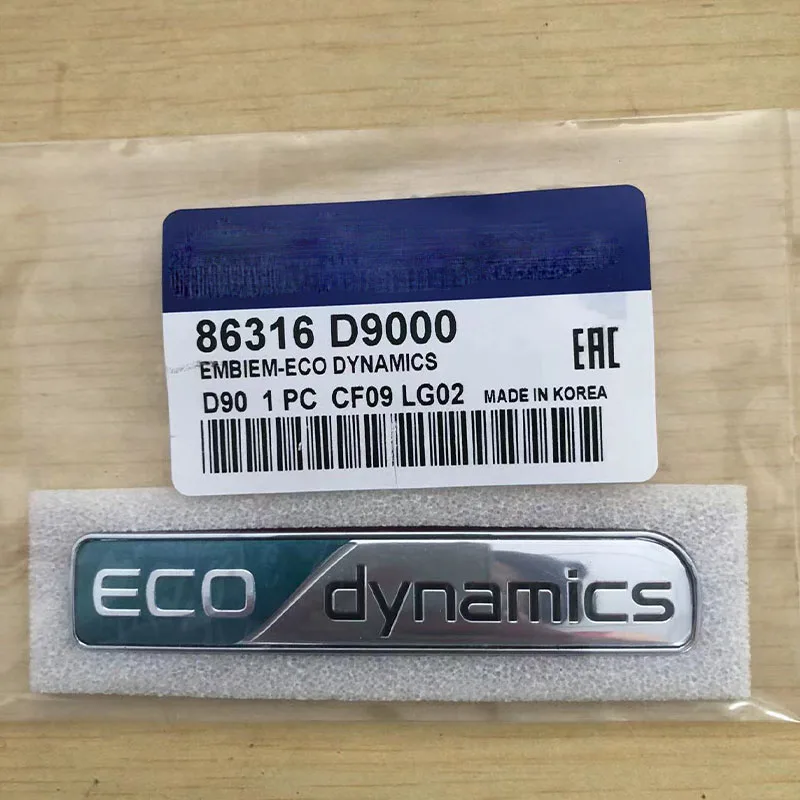 86316 D9000
EMBIEM-ECO DYNAMICS
EAC
D90 1 PC CF09 LG02 MADE IN KOREA
ECO dynamics